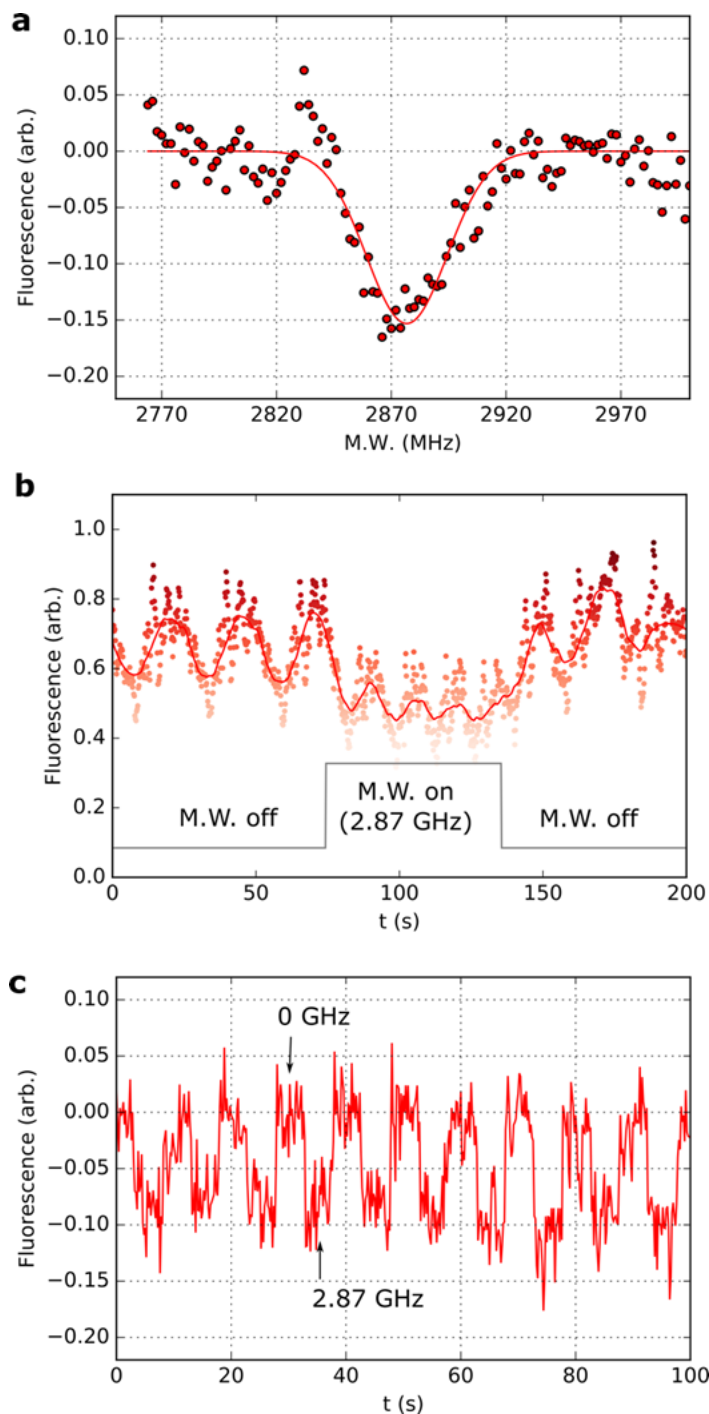 a
0.10
0.05
0.00
−0.05
−0.10
−0.15
−0.20
Fluorescence (arb.)
2770 2820 2870 2920 2970
M.W. (MHz)
b
1.0
0.8
0.6
0.4
0.2
0.0
Fluorescence (arb.)
M.W. off
M.W. on
(2.87 GHz)
M.W. off
0 50 100 150 200
t (s)
c
0.10
0.05
0.00
−0.05
−0.10
−0.15
−0.20
Fluorescence (arb.)
0 GHz
2.87 GHz
0 20 40 60 80 100
t (s)